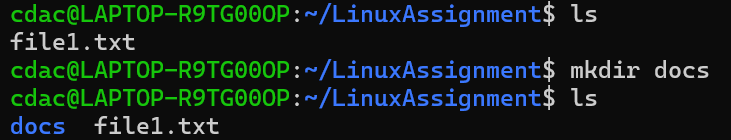 cdac@LAPTOP-R9TG00OP:~/LinuxAssignment$ ls
file1.txt
cdac@LAPTOP-R9TG00OP:~/LinuxAssignment$ mkdir docs
cdac@LAPTOP-R9TG00OP:~/LinuxAssignment$ ls
docs  file1.txt